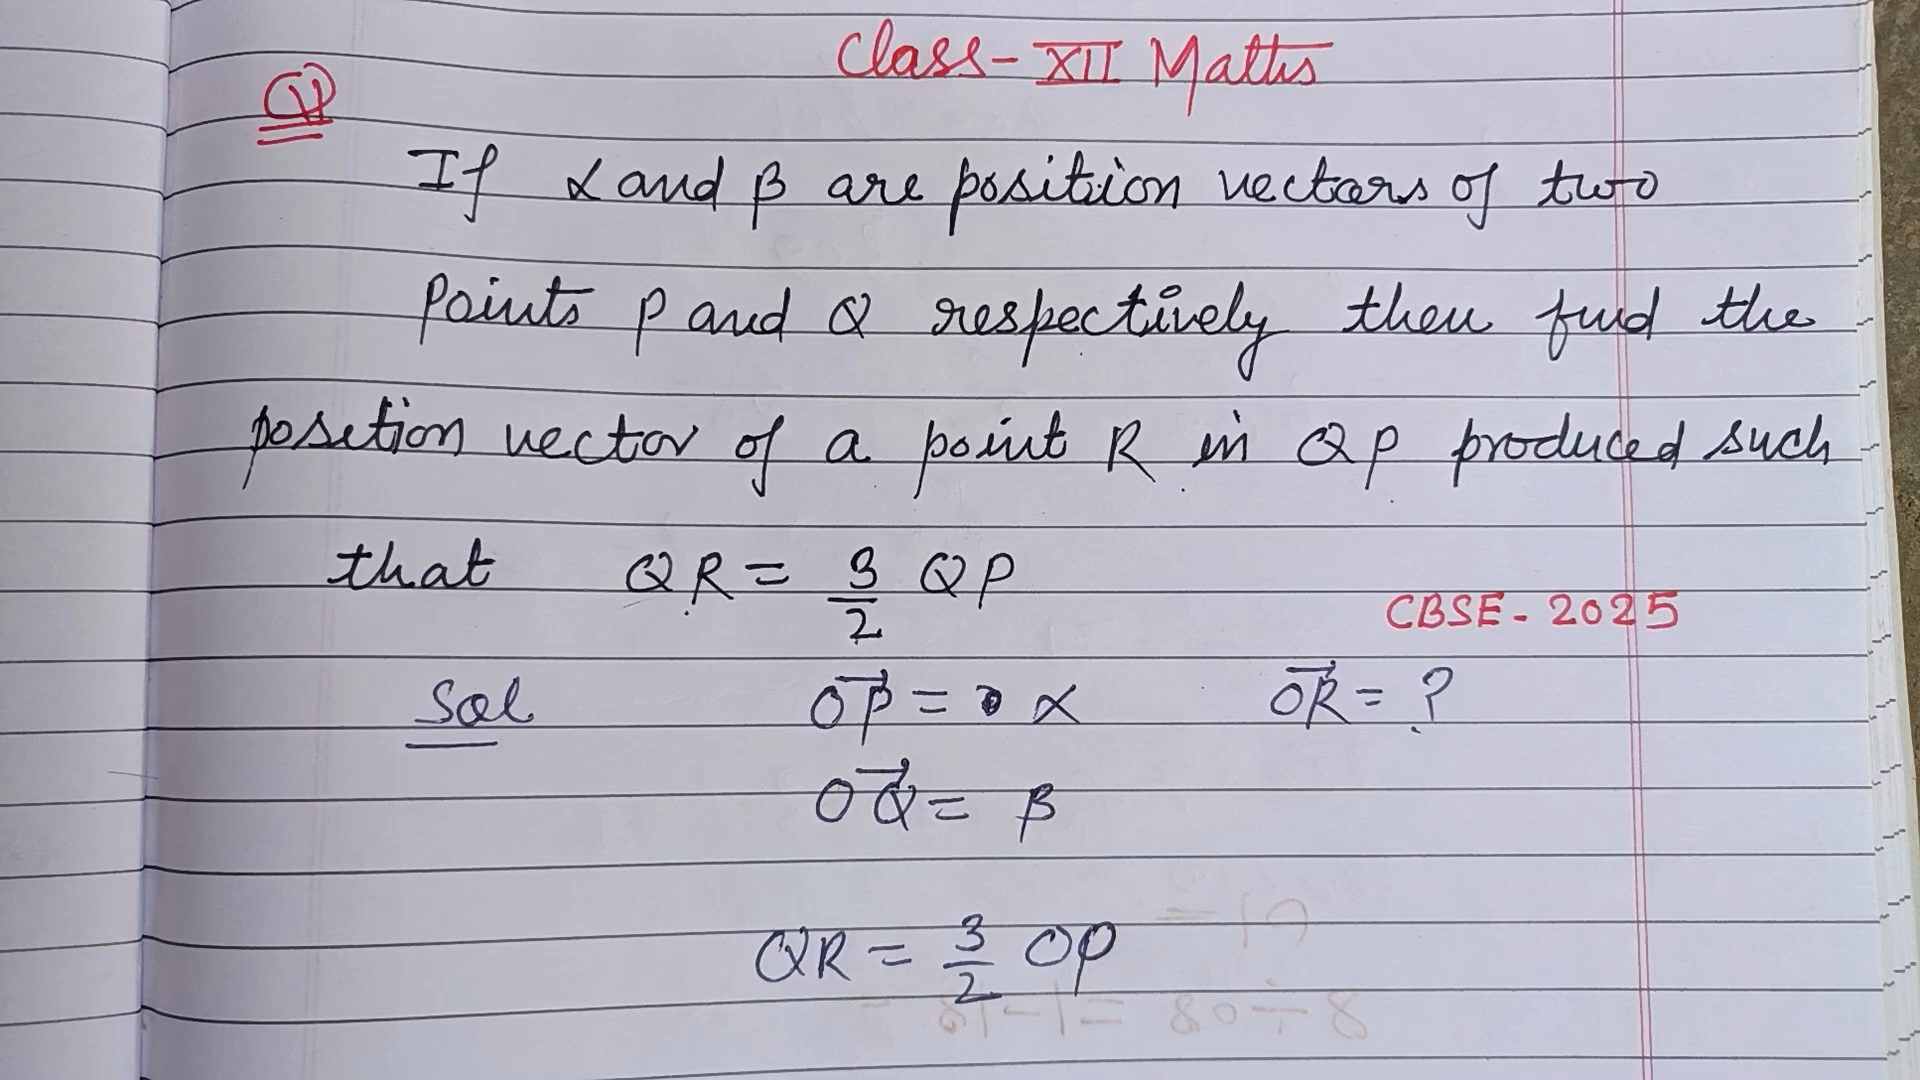 Class-XII Maths
Q
If α and β are position vectors of two
Points P and Q respectively then find the
position vector of a point R in QP produced such
that QR = 3/2 QP
CBSE-2025
Sol OP⃗ = α OR⃗ = ?
OQ⃗ = β
QR = 3/2 OP